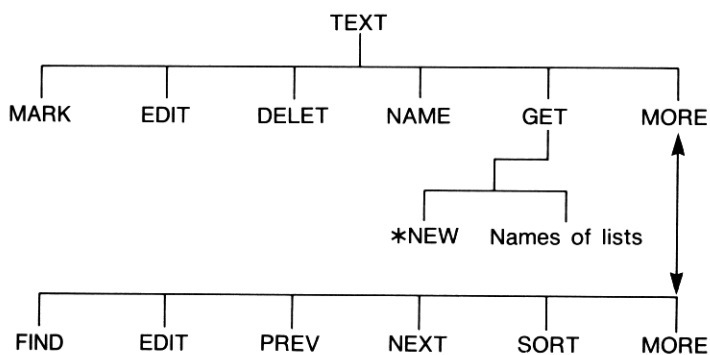 TEXT
MARK EDIT DELET NAME GET MORE
*NEW Names of lists
FIND EDIT PREV NEXT SORT MORE